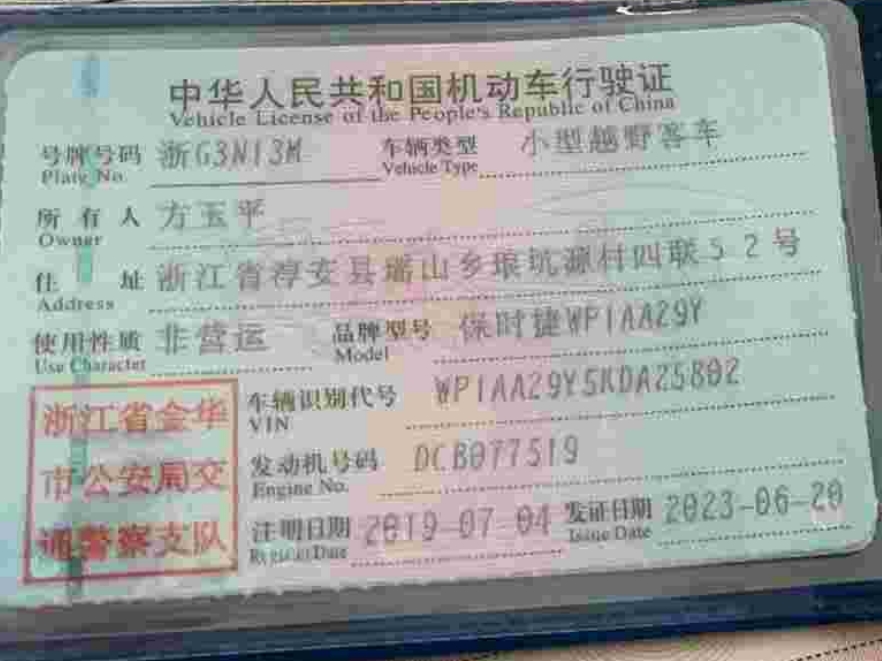 中华人民共和国机动车行驶证
Vehicle License of the People's Republic of China
号牌号码 浙G3N13M 车辆类型 小型越野客车
Plate No. Vehicle Type
所有人 方玉平
Owner
住址 浙江省淳安县瑶山乡琅坑源村四联52号
Address
使用性质 非营运 品牌型号 保时捷WP1AA29Y
Use Character Model
浙江省金华
市公安局交
通警察支队
车辆识别代号 WP1AA29Y5KDA25802
VIN
发动机号码 DCB077519
Engine No.
注册日期 2019-07-04 发证日期 2023-06-20
Register Date Issue Date